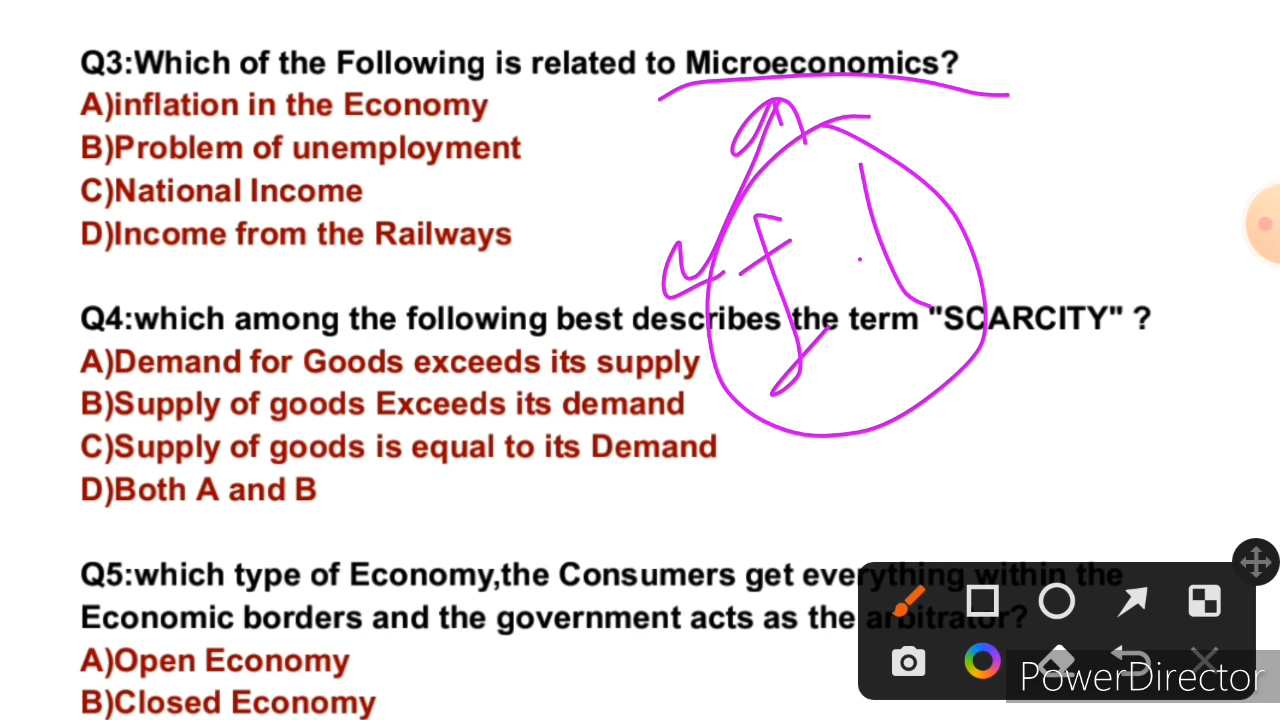 Q3:Which of the Following is related to Microeconomics?
A)inflation in the Economy
B)Problem of unemployment
C)National Income
D)Income from the Railways
Q4:which among the following best describes the term "SCARCITY" ?
A)Demand for Goods exceeds its supply
B)Supply of goods Exceeds its demand
C)Supply of goods is equal to its Demand
D)Both A and B
Q5:which type of Economy,the Consumers get everything within the
Economic borders and the government acts as the arbitrator?
A)Open Economy
B)Closed Economy
PowerDirector